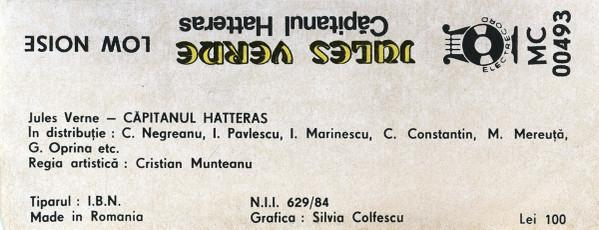 LOW NOISE
JULES VERNE
Căpitanul Hatteras
ELECTRECORD
MC
00493
Jules Verne — CĂPITANUL HATTERAS
In distribuție : C. Negreanu, I. Pavlescu, I. Marinescu, C. Constantin, M. Mereuță,
G. Oprina etc.
Regia artistică : Cristian Munteanu
Tiparul : I.B.N.
N.I.I. 629/84
Made in Romania
Grafica : Silvia Colfescu
Lei 100